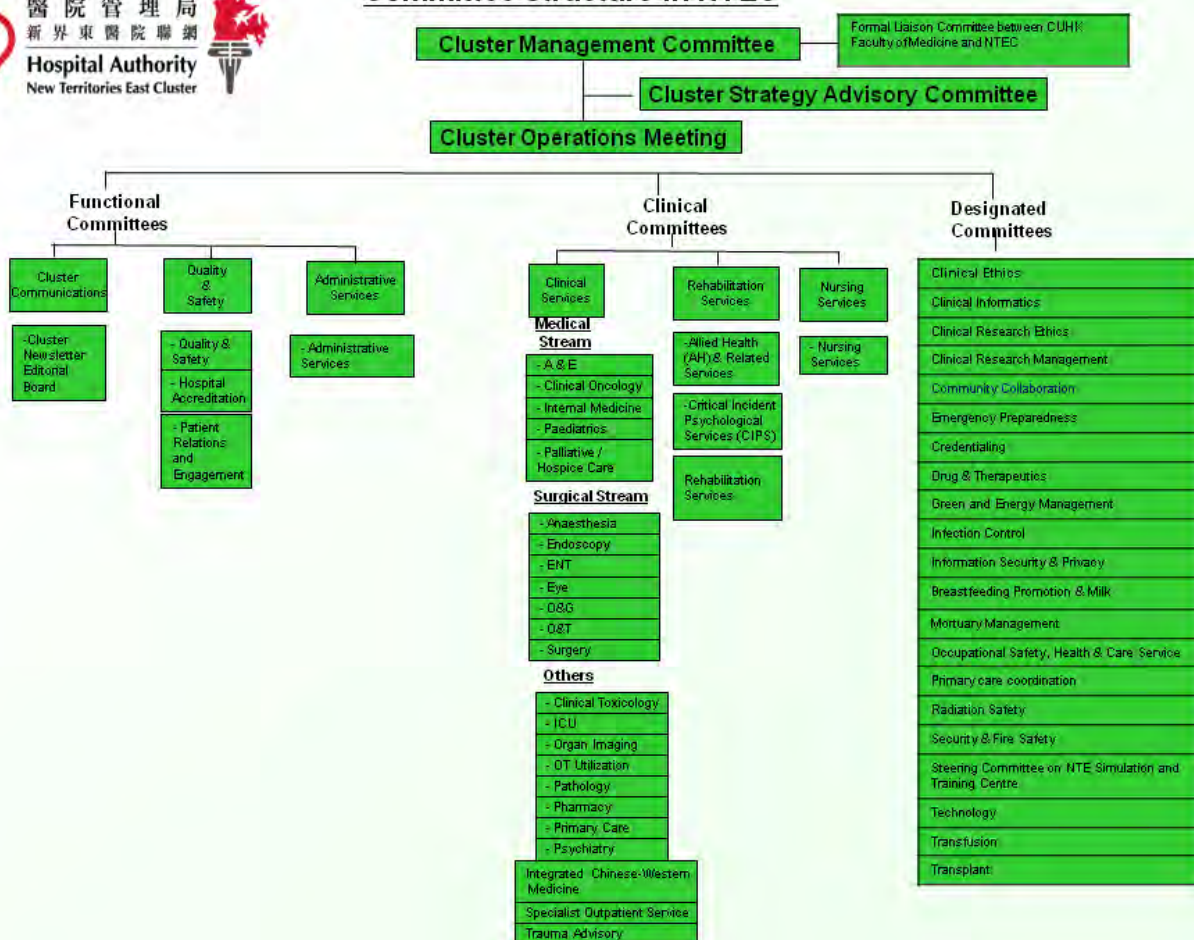 醫院管理局
新界東醫院聯網
Hospital Authority
New Territories East Cluster
Committee Structure in NTEC
Cluster Management Committee
Formal Liaison Committee between CUHK
Faculty of Medicine and NTEC
Cluster Strategy Advisory Committee
Cluster Operations Meeting
Functional
Committees
Clinical
Committees
Designated
Committees
Cluster
Communications
-Cluster
Newsletter
Editorial
Board
Quality
&
Safety
- Quality &
Safety
- Hospital
Accreditation
- Patient
Relations
and
Engagement
Administrative
Services
- Administrative
Services
Clinical
Services
Medical
Stream
- A & E
- Clinical Oncology
- Internal Medicine
- Paediatrics
- Palliative /
Hospice Care
Surgical Stream
- Anaesthesia
- Endoscopy
- ENT
- Eye
- O&G
- O&T
- Surgery
Others
- Clinical Toxicology
- ICU
- Organ Imaging
- OT Utilization
- Pathology
- Pharmacy
- Primary Care
- Psychiatry
Integrated Chinese-Western
Medicine
Specialist Outpatient Service
Trauma Advisory
Rehabilitation
Services
-Allied Health
(AH) & Related
Services
-Critical Incident
Psychological
Services (CIPS)
Rehabilitation
Services
Nursing
Services
- Nursing
Services
Clinical Ethics
Clinical Informatics
Clinical Research Ethics
Clinical Research Management
Community Collaboration
Emergency Preparedness
Credentialing
Drug & Therapeutics
Green and Energy Management
Infection Control
Information Security & Privacy
Breastfeeding Promotion & Milk
Mortuary Management
Occupational Safety, Health & Care Service
Primary care coordination
Radiation Safety
Security & Fire Safety
Steering Committee on NTE Simulation and
Training Centre
Technology
Transfusion
Transplant